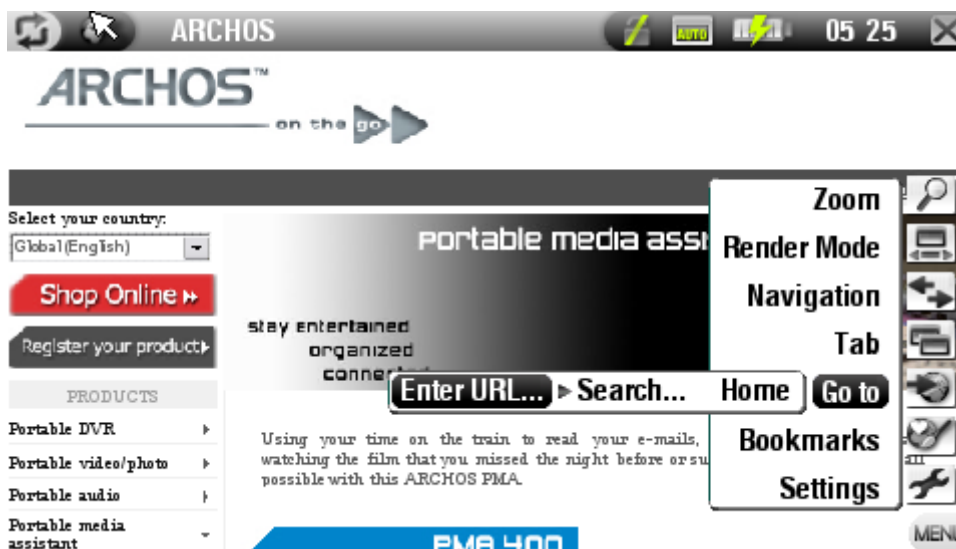 ARCHOS
AUTO
05 25
ARCHOS™
on the go
Select your country:
Global (English)
Shop Online
Register your product
PRODUCTS
Portable DVR
Portable video/photo
Portable audio
Portable media
assistant
Portable media assi
stay entertained
organized
conne
Zoom
Render Mode
Navigation
Tab
Enter URL... Search... Home Go to
Bookmarks
Settings
MENU
Using your time on the train to read your e-mails,
watching the film that you missed the night before or su
possible with this ARCHOS PMA.
PMA 400